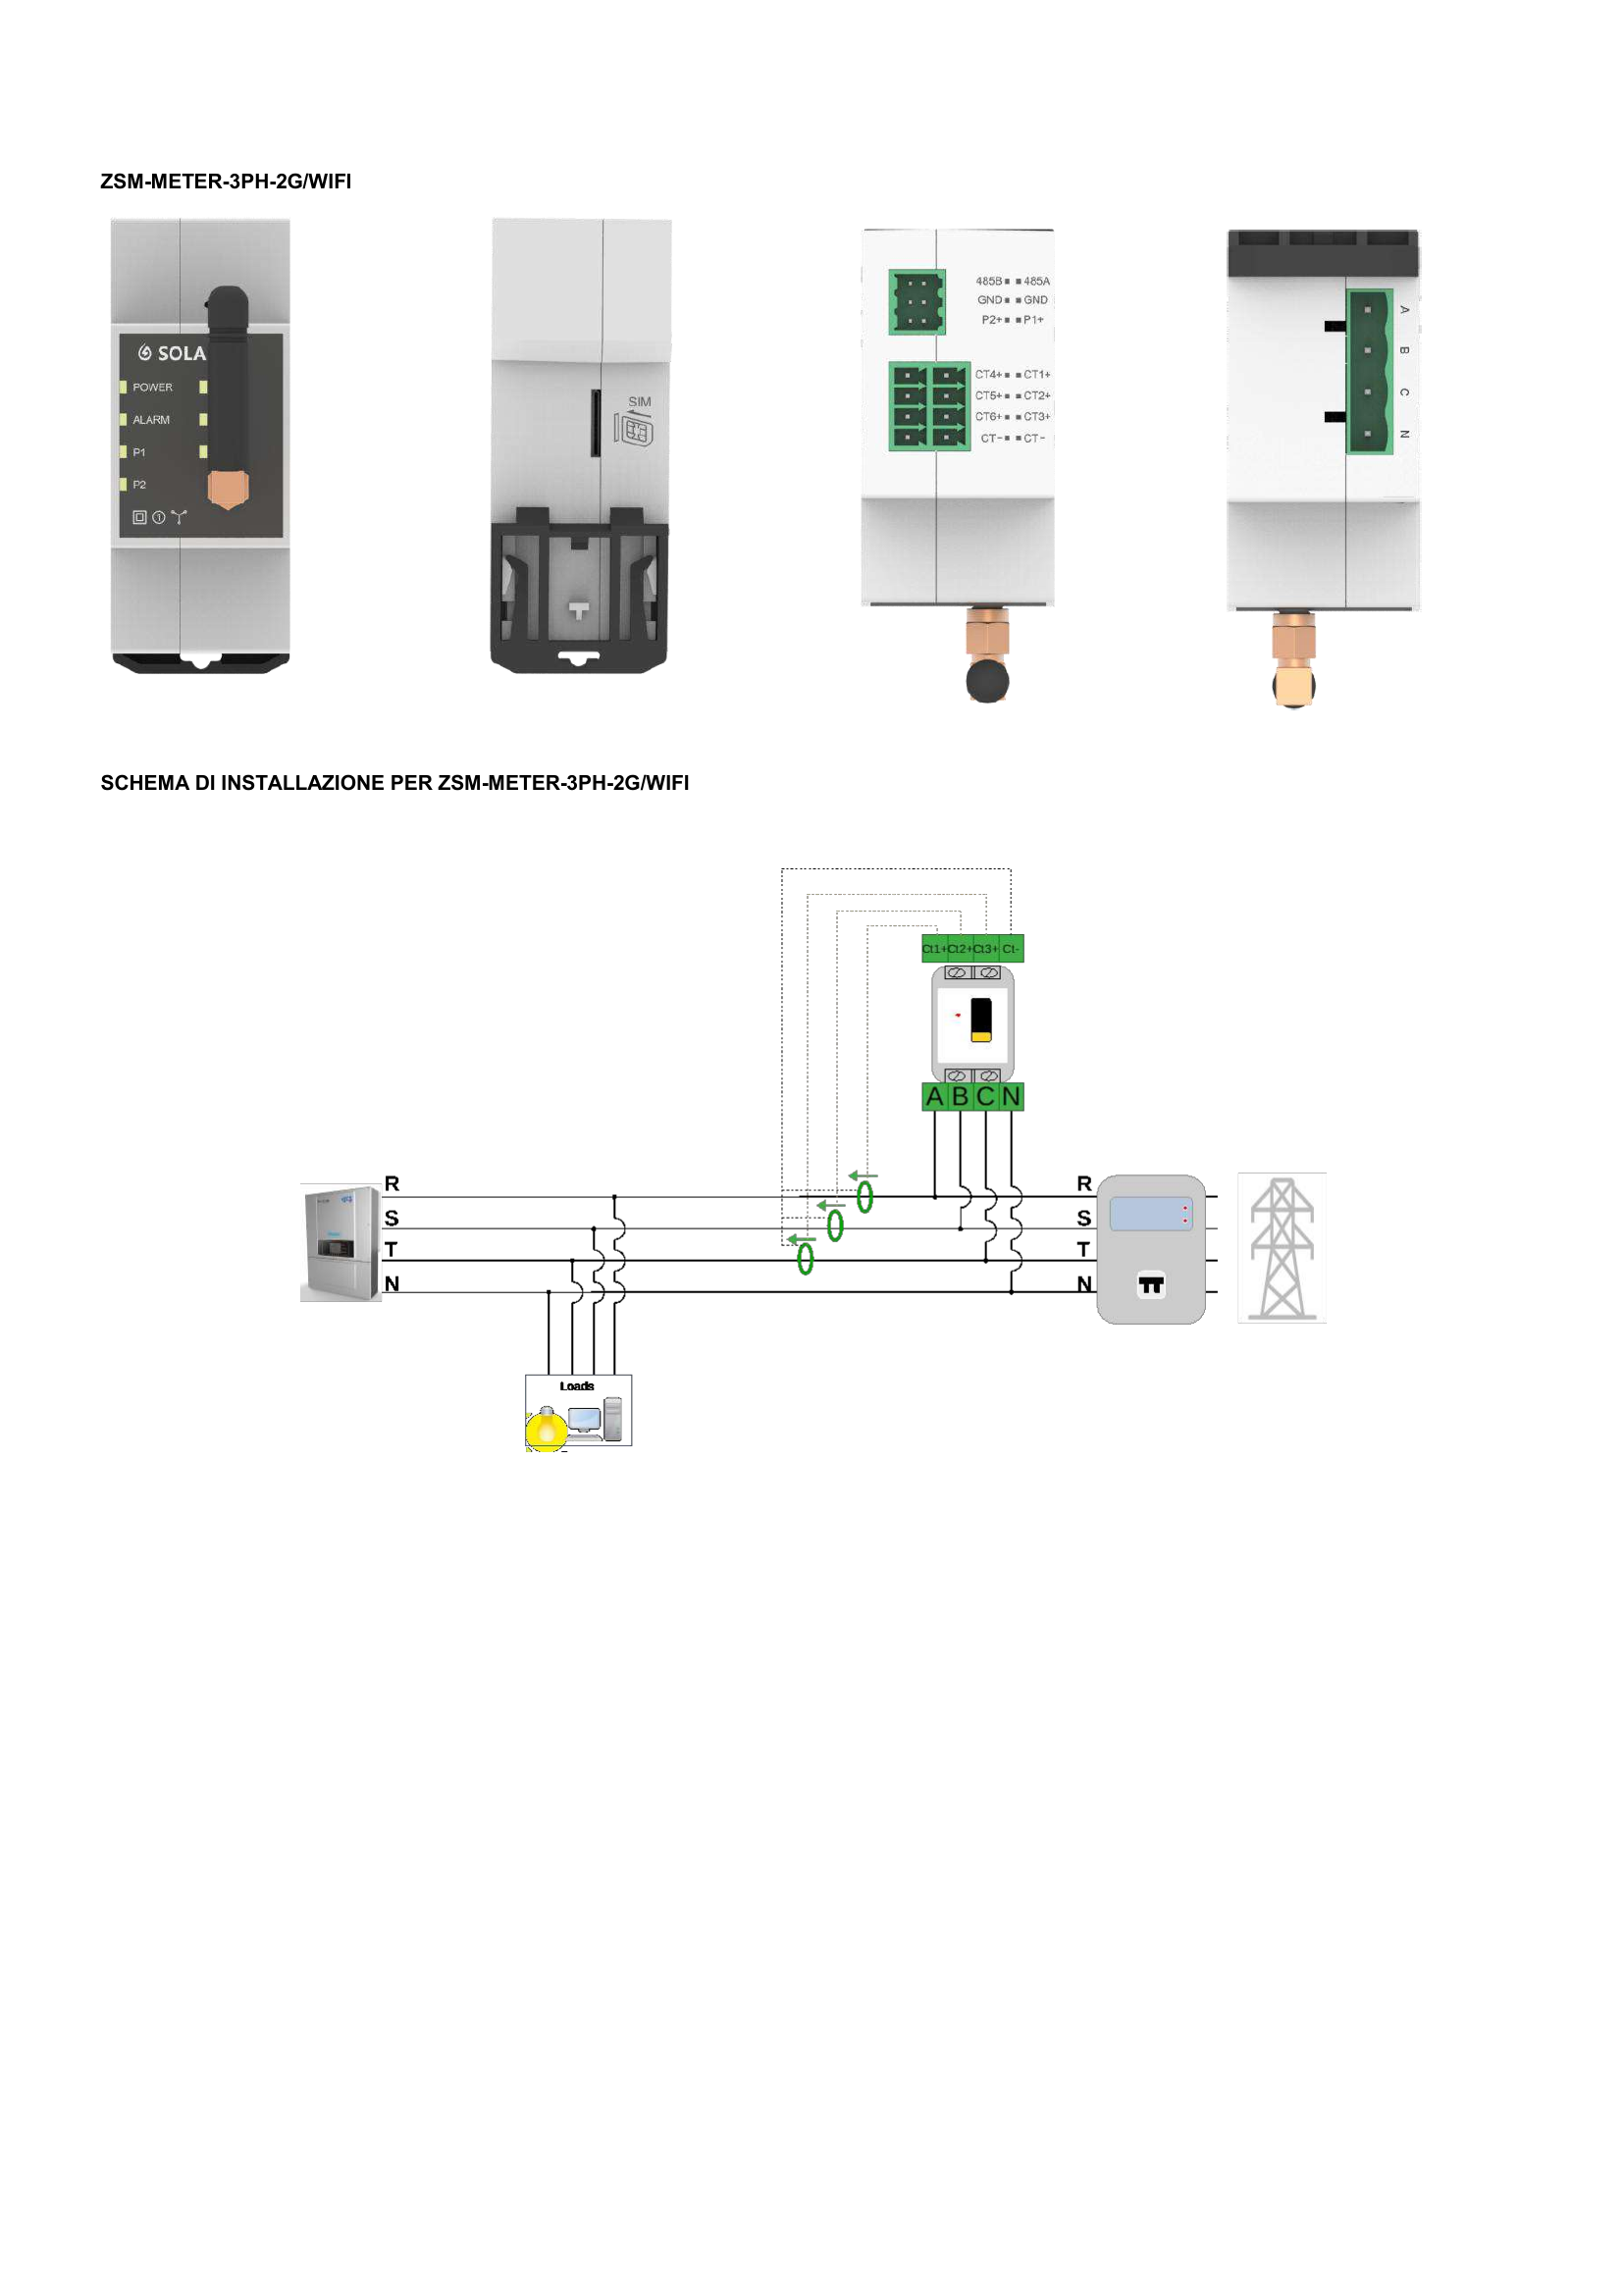 ZSM-METER-3PH-2G/WIFI
SOLA
POWER
ALARM
P1
P2
SIM
485B 485A
GND GND
P2+ P1+
CT4+ CT1+
CT5+ CT2+
CT6+ CT3+
CT- CT-
A
B
C
N
SCHEMA DI INSTALLAZIONE PER ZSM-METER-3PH-2G/WIFI
Ct1+ Ct2+ Ct3+ Ct-
A B C N
R R
S S
T T
N N
Loads